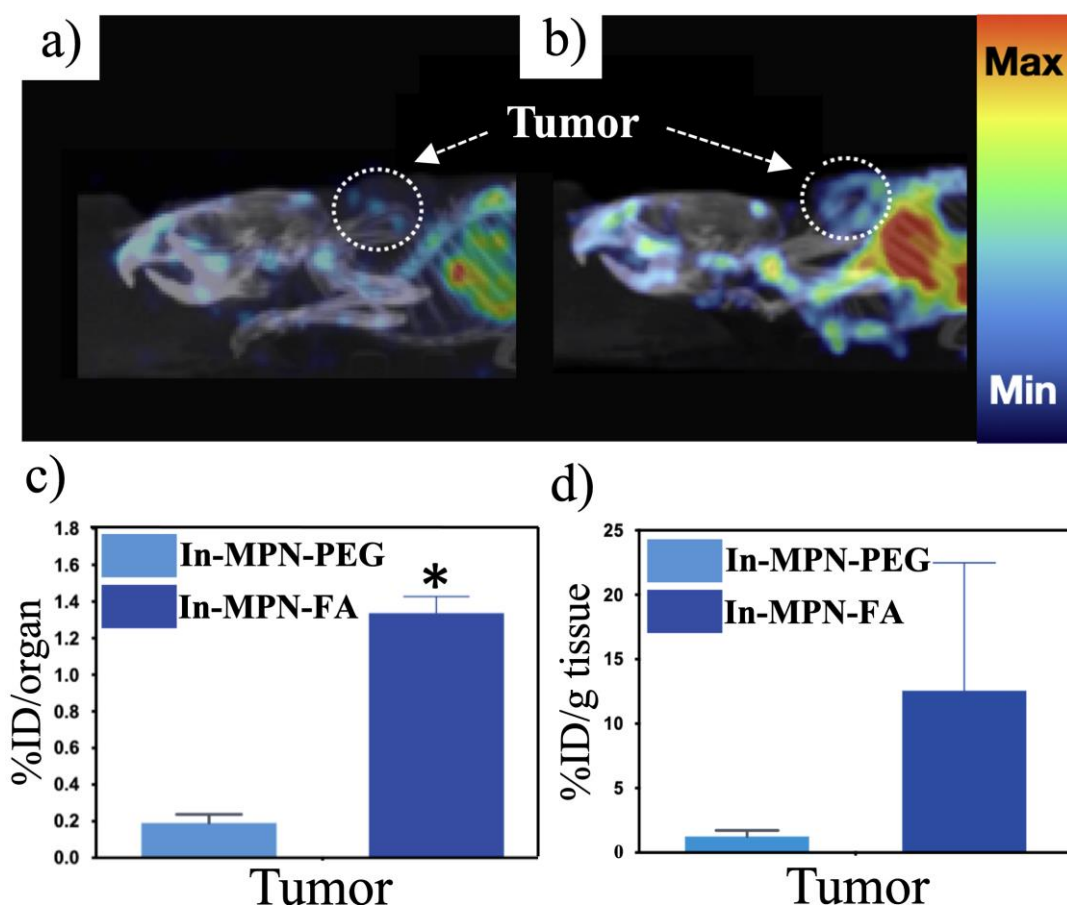 a)
b)
Max
Tumor
Min
c)
1.8
1.6
1.4
1.2
1.0
0.8
0.6
0.4
0.2
0.0
%ID/organ
In-MPN-PEG
In-MPN-FA
*
Tumor
d)
25
20
15
10
5
0
%ID/g tissue
In-MPN-PEG
In-MPN-FA
Tumor